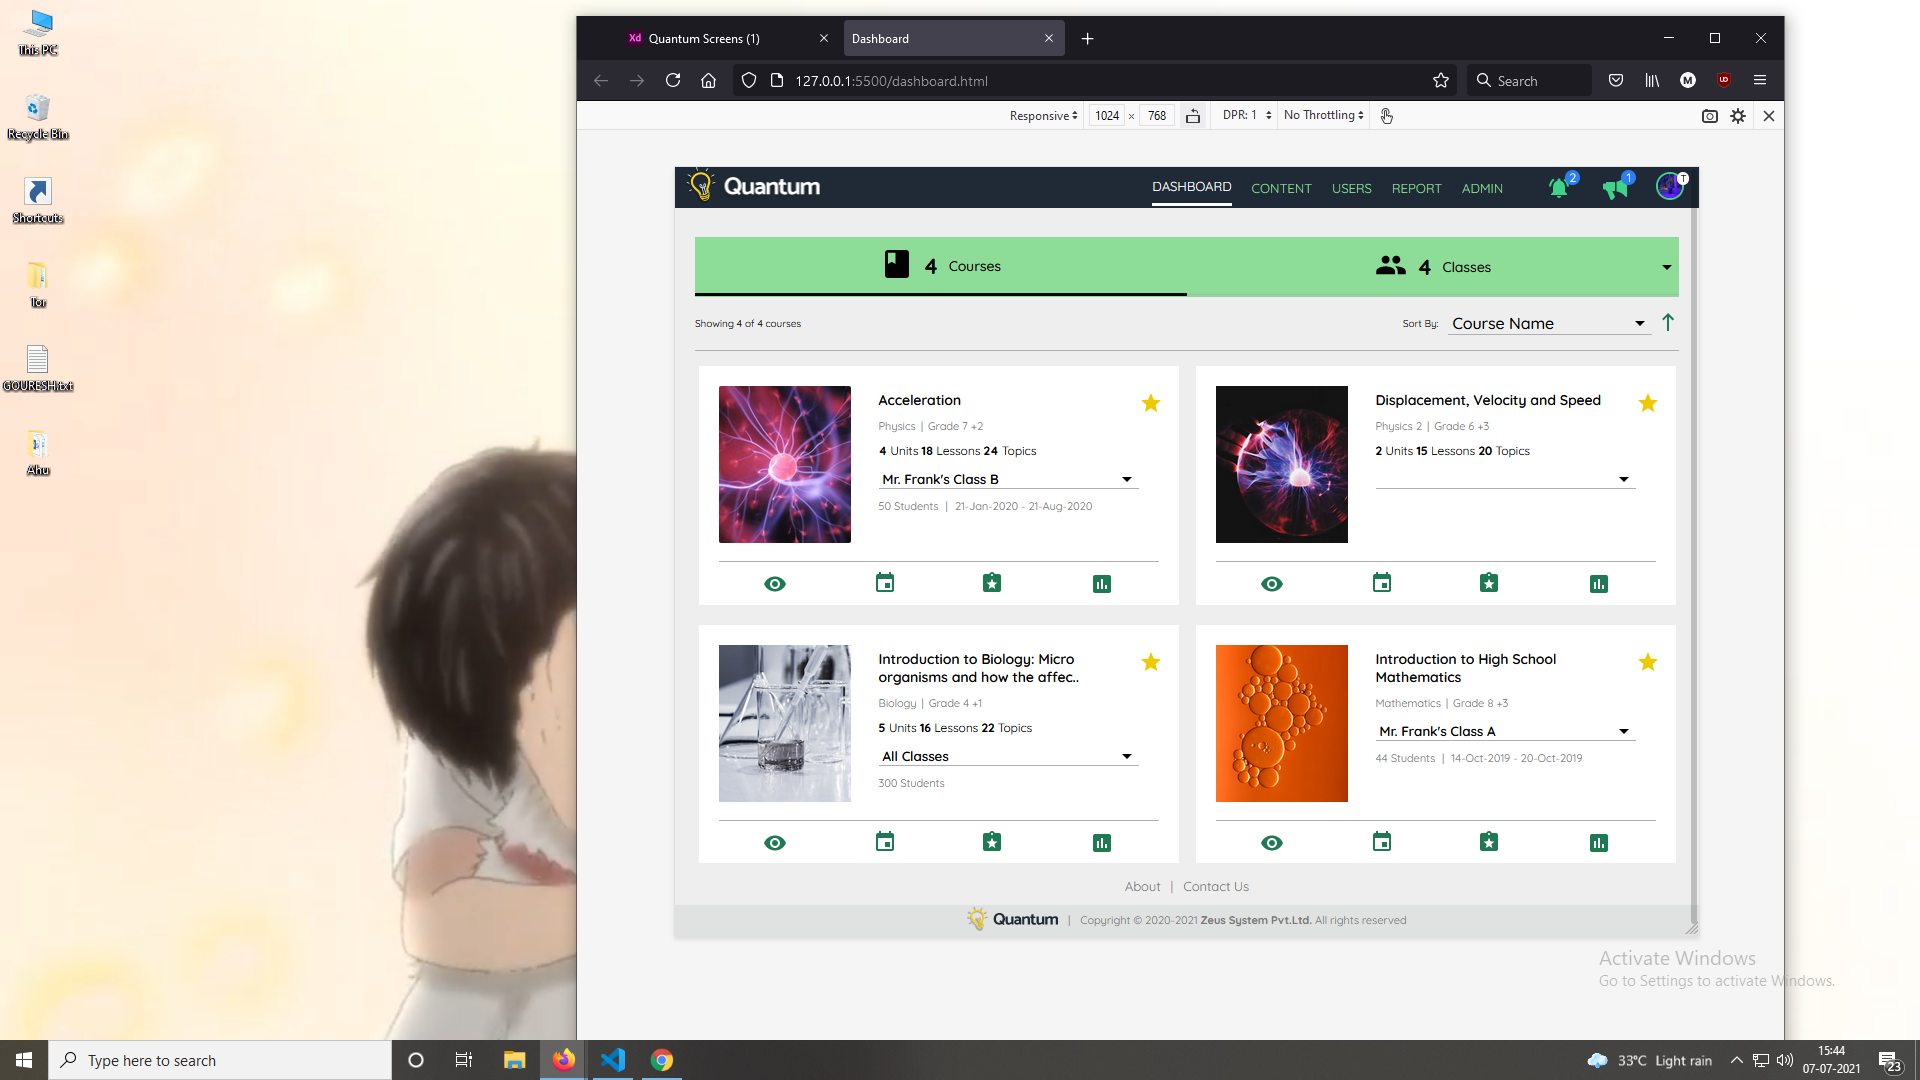 This PC
Recycle Bin
Shortcuts
Tor
GOURESH.txt
Ahu
Xd Quantum Screens (1)
Dashboard
127.0.0.1:5500/dashboard.html
Search
M
Responsive
1024 × 768
DPR: 1
No Throttling
Quantum
DASHBOARD CONTENT USERS REPORT ADMIN
2
1
T
4 Courses
4 Classes
Showing 4 of 4 courses
Sort By: Course Name
Acceleration
Physics | Grade 7 +2
4 Units 18 Lessons 24 Topics
Mr. Frank's Class B
50 Students | 21-Jan-2020 - 21-Aug-2020
Displacement, Velocity and Speed
Physics 2 | Grade 6 +3
2 Units 15 Lessons 20 Topics
Introduction to Biology: Micro
organisms and how the affec..
Biology | Grade 4 +1
5 Units 16 Lessons 22 Topics
All Classes
300 Students
Introduction to High School
Mathematics
Mathematics | Grade 8 +3
Mr. Frank's Class A
44 Students | 14-Oct-2019 - 20-Oct-2019
About | Contact Us
Quantum | Copyright © 2020-2021 Zeus System Pvt.Ltd. All rights reserved
Activate Windows
Go to Settings to activate Windows.
Type here to search
33°C Light rain
15:44
07-07-2021
23